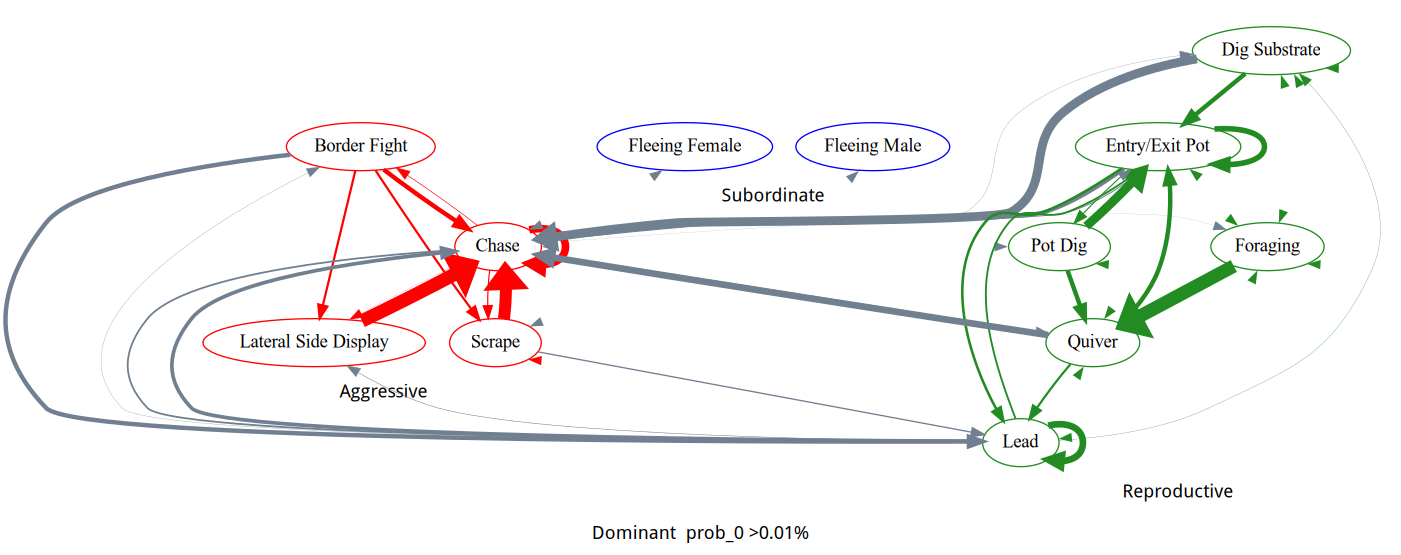 Dig Substrate
Border Fight
Fleeing Female
Fleeing Male
Entry/Exit Pot
Subordinate
Chase
Pot Dig
Foraging
Lateral Side Display
Scrape
Quiver
Aggressive
Lead
Reproductive
Dominant prob_0 >0.01%